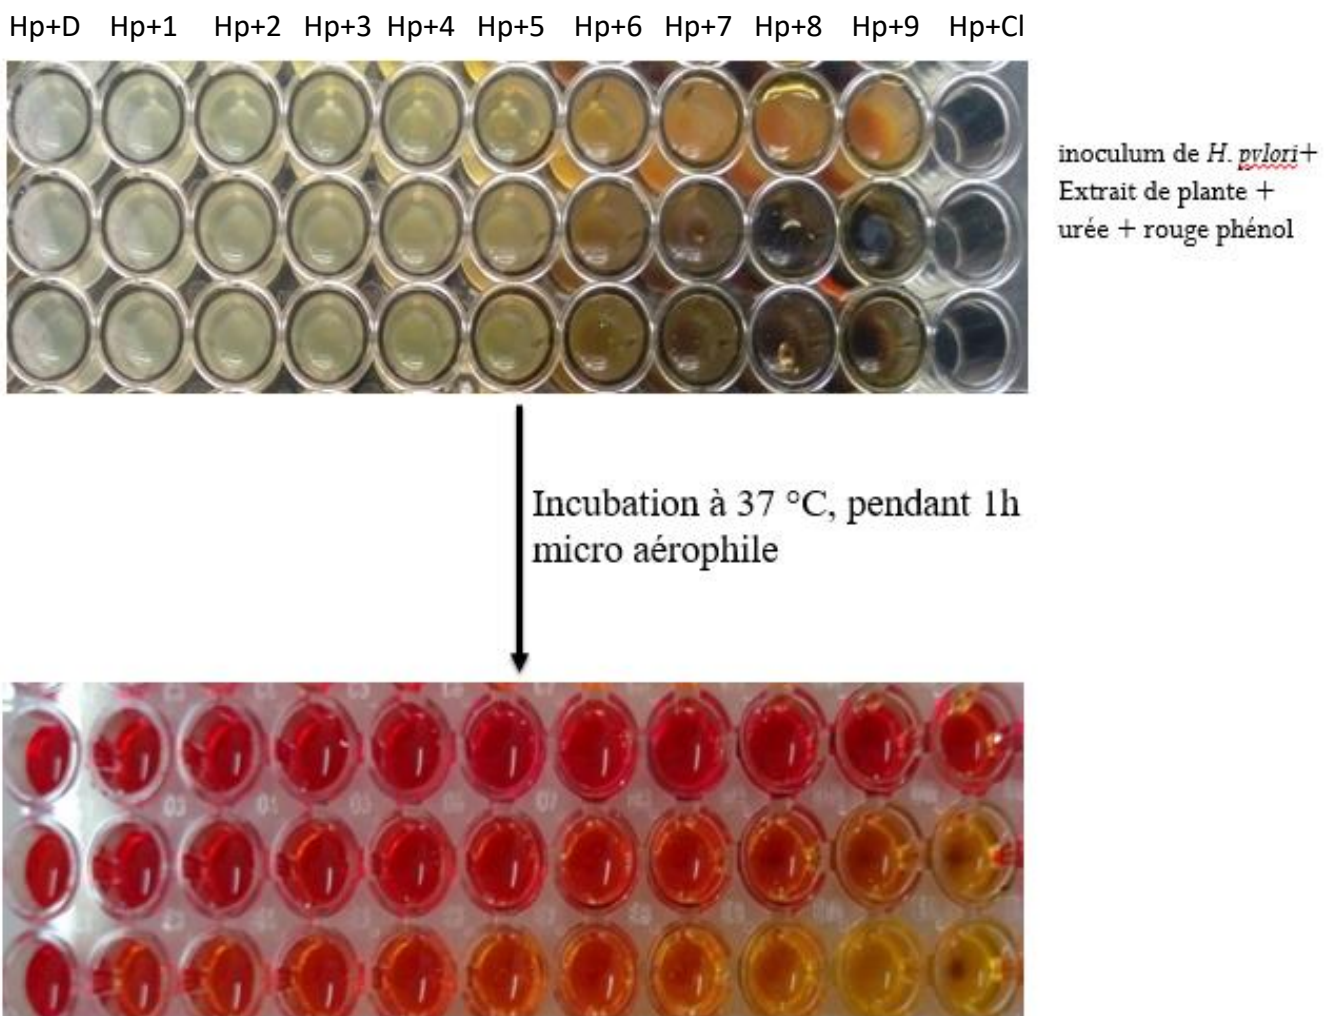 Hp+D Hp+1 Hp+2 Hp+3 Hp+4 Hp+5 Hp+6 Hp+7 Hp+8 Hp+9 Hp+Cl
inoculum de H. pylori+
Extrait de plante +
urée + rouge phénol
Incubation à 37 °C, pendant 1h
micro aérophile